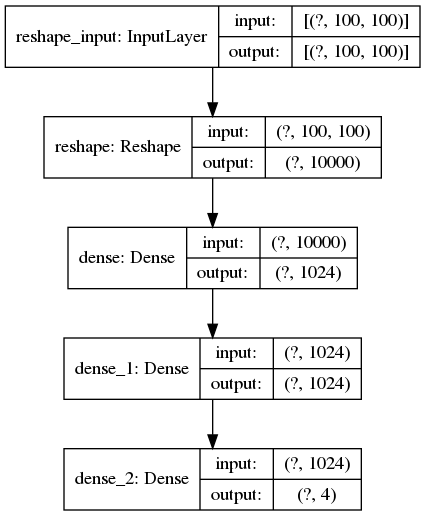 reshape_input: InputLayer
input: [(?, 100, 100)]
output: [(?, 100, 100)]
reshape: Reshape
input: (?, 100, 100)
output: (?, 10000)
dense: Dense
input: (?, 10000)
output: (?, 1024)
dense_1: Dense
input: (?, 1024)
output: (?, 1024)
dense_2: Dense
input: (?, 1024)
output: (?, 4)